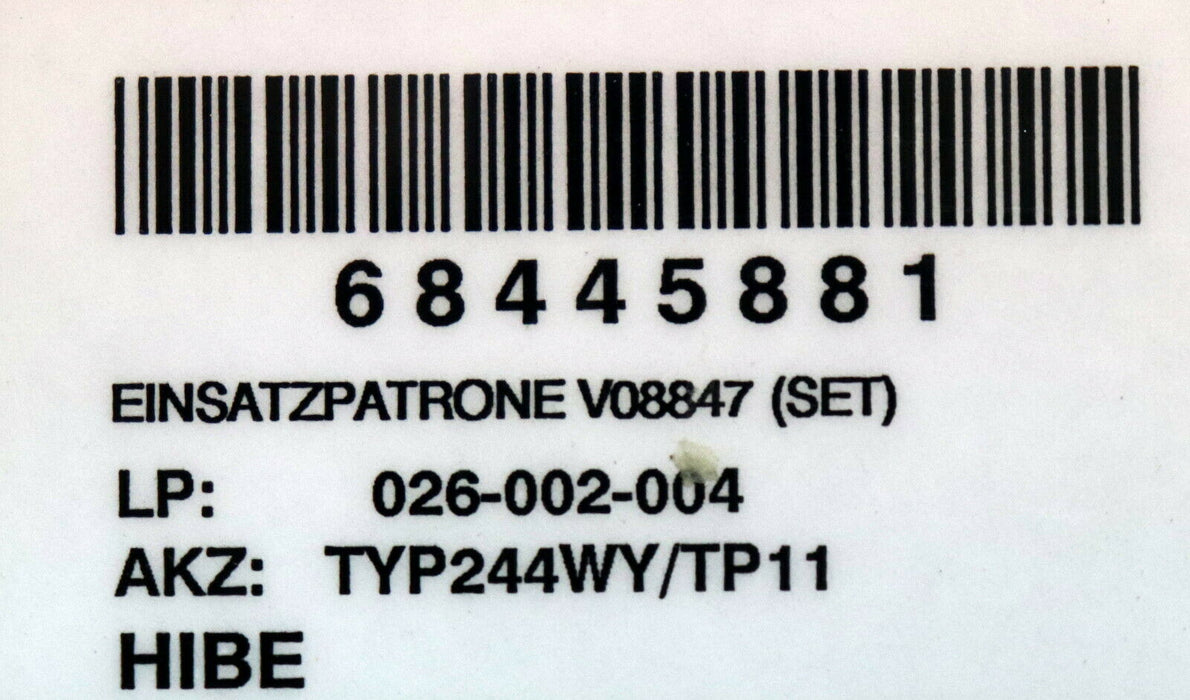 68445881
EINSATZPATRONE V08847 (SET)
LP: 026-002-004
AKZ: TYP244WY/TP11
HIBE